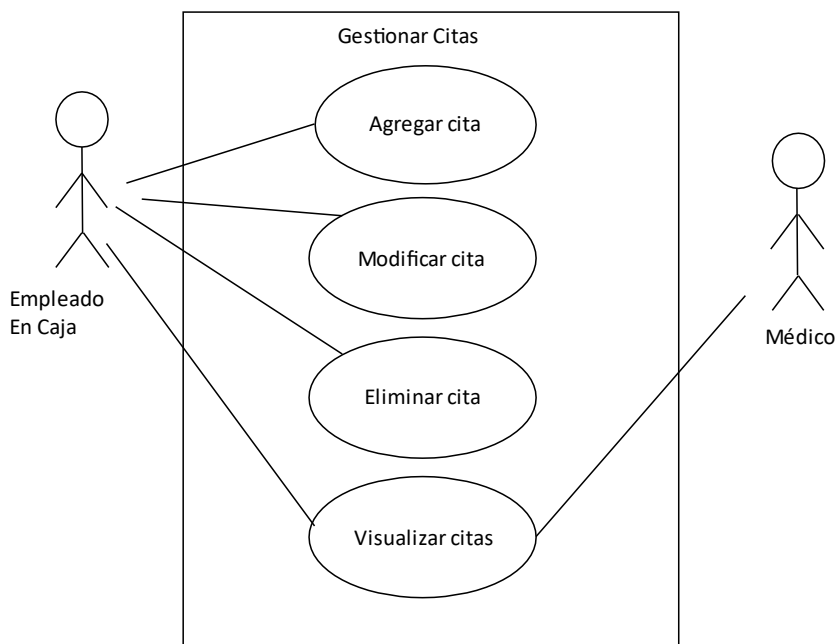 Gestionar Citas
Agregar cita
Modificar cita
Empleado
En Caja
Médico
Eliminar cita
Visualizar citas